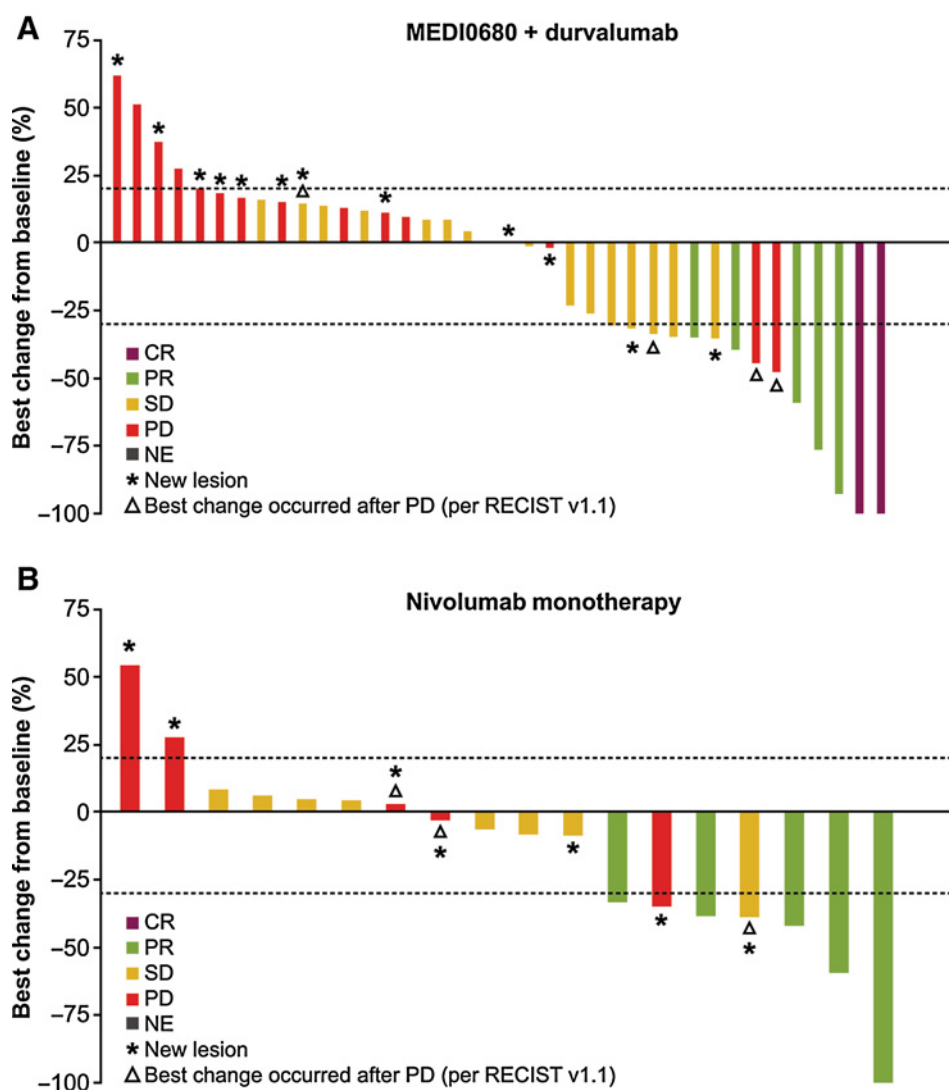 A
MEDI0680 + durvalumab
Best change from baseline (%)
75
50
25
0
−25
−50
−75
−100
* * * * * * * * * * * * *
Δ Δ Δ Δ
CR
PR
SD
PD
NE
* New lesion
Δ Best change occurred after PD (per RECIST v1.1)
B
Nivolumab monotherapy
Best change from baseline (%)
75
50
25
0
−25
−50
−75
−100
* * * * * * *
Δ Δ Δ
CR
PR
SD
PD
NE
* New lesion
Δ Best change occurred after PD (per RECIST v1.1)